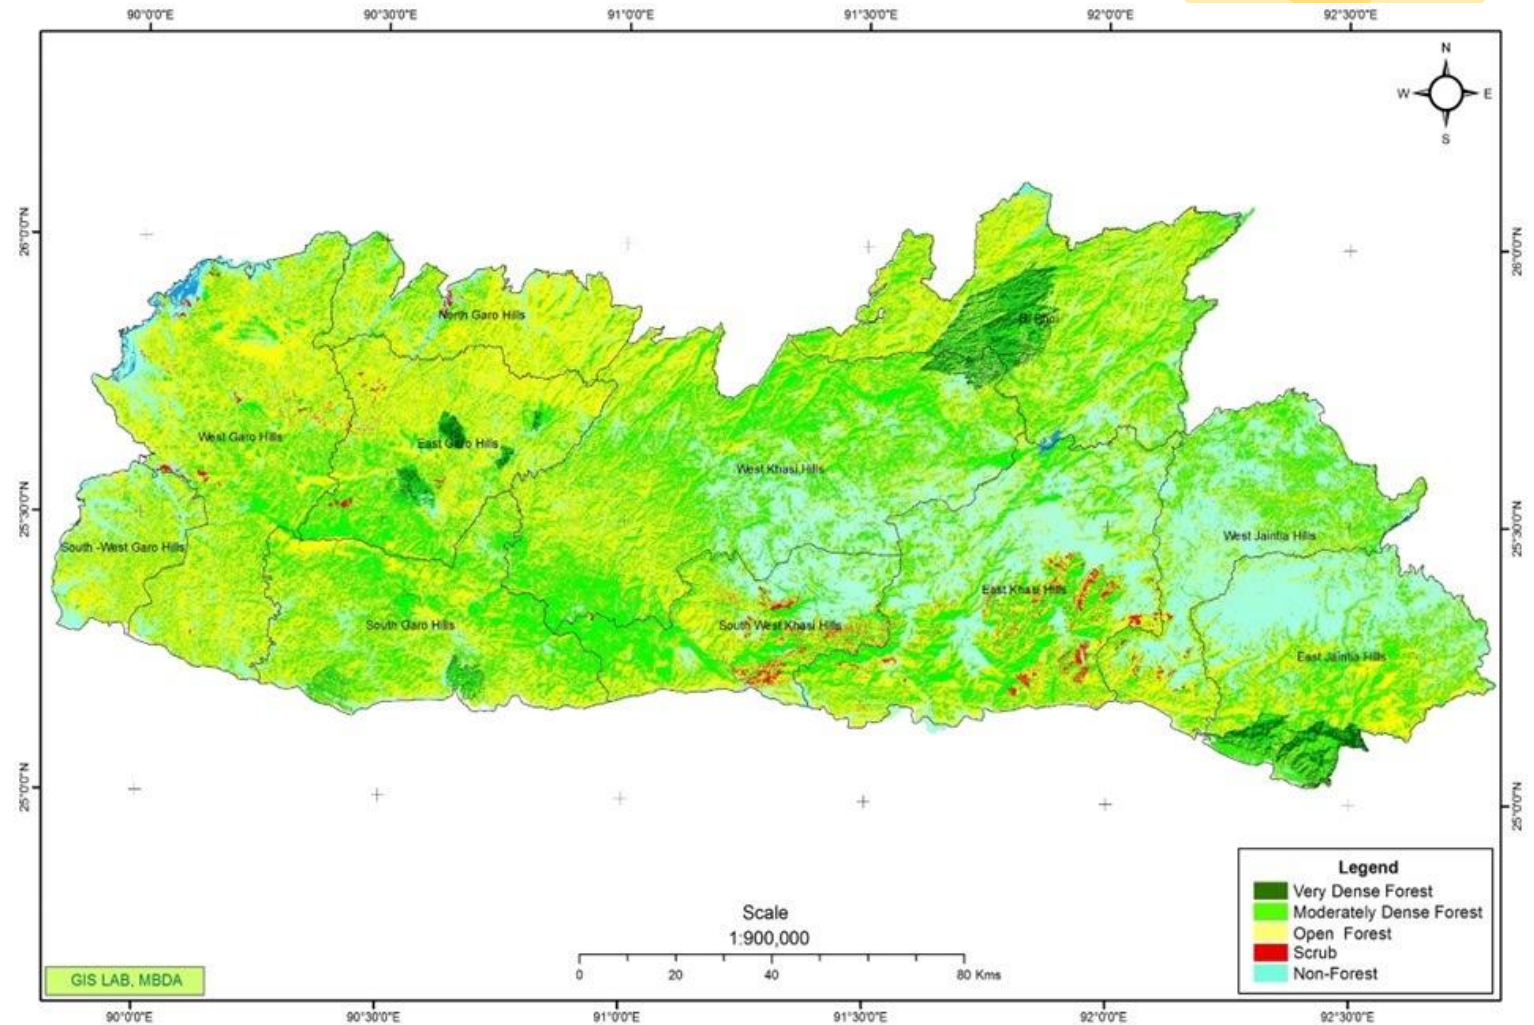 90°0'0"E 90°30'0"E 91°0'0"E 91°30'0"E 92°0'0"E 92°30'0"E
N
W E
S
26°0'0"N 26°0'0"N
North Garo Hills
Ri Bhoi
West Garo Hills
East Garo Hills
West Khasi Hills
25°30'0"N 25°30'0"N
West Jaintia Hills
South -West Garo Hills
East Khasi Hills
South Garo Hills
South West Khasi Hills
East Jaintia Hills
25°0'0"N 25°0'0"N
Legend
Very Dense Forest
Moderately Dense Forest
Open Forest
Scrub
Non-Forest
Scale
1:900,000
0 20 40 80 Kms
GIS LAB, MBDA
90°0'0"E 90°30'0"E 91°0'0"E 91°30'0"E 92°0'0"E 92°30'0"E